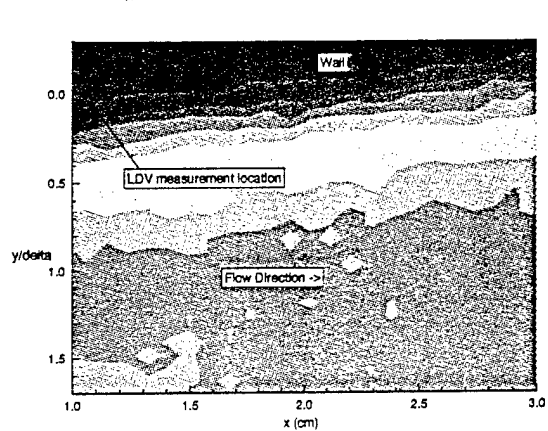 Wall
0.0
LDV measurement location
0.5
y/delta
1.0
Flow Direction ->
1.5
1.0 1.5 2.0 2.5 3.0
x (cm)